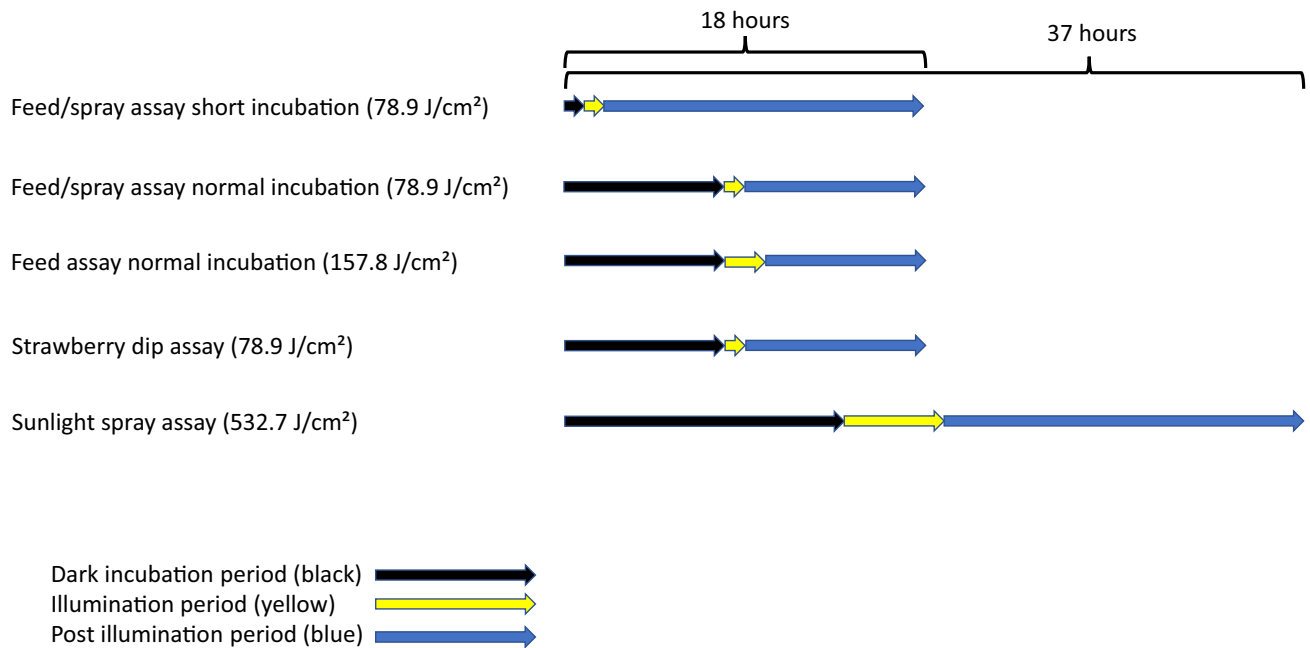 18 hours
37 hours
Feed/spray assay short incubation (78.9 J/cm²)
Feed/spray assay normal incubation (78.9 J/cm²)
Feed assay normal incubation (157.8 J/cm²)
Strawberry dip assay (78.9 J/cm²)
Sunlight spray assay (532.7 J/cm²)
Dark incubation period (black)
Illumination period (yellow)
Post illumination period (blue)